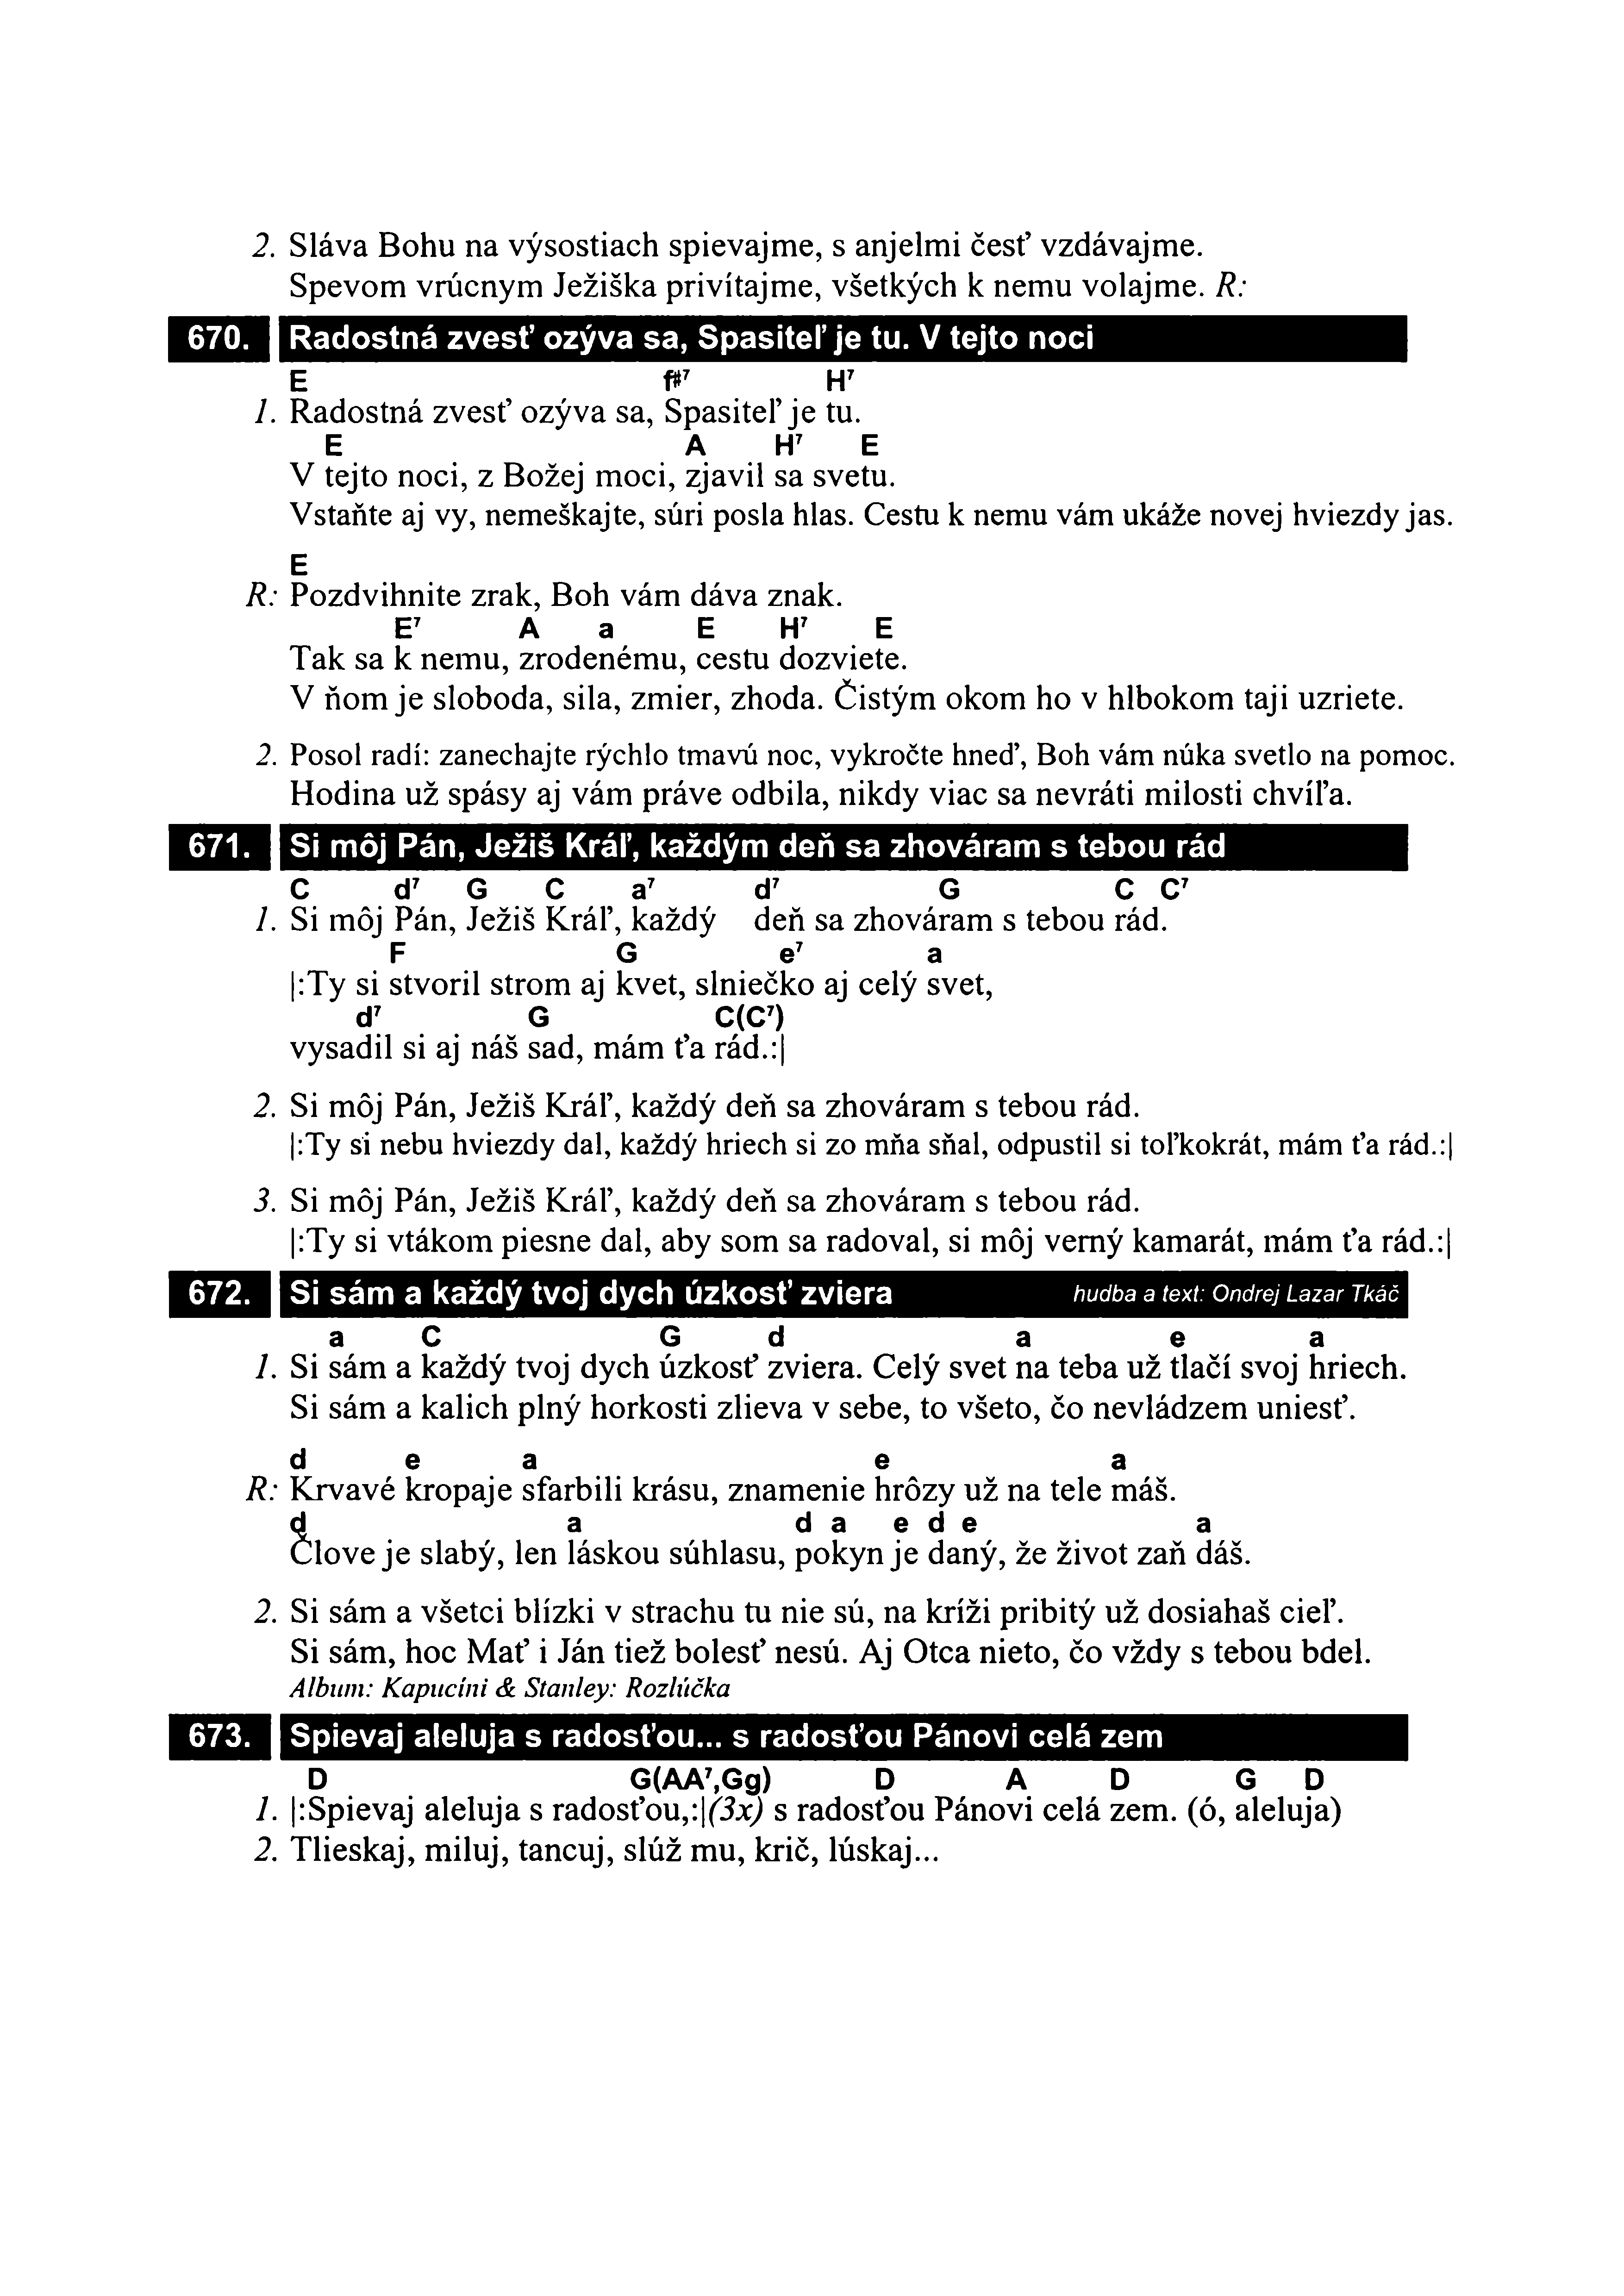 2. Sláva Bohu na výsostiach spievajme, s anjelmi česť vzdávajme.
Spevom vrúcnym Ježiška privítajme, všetkých k nemu volajme. R:
670. Radostná zvesť ozýva sa, Spasiteľ je tu. V tejto noci
E f#7 H7
1. Radostná zvesť ozýva sa, Spasiteľ je tu.
E A H7 E
V tejto noci, z Božej moci, zjavil sa svetu.
Vstaňte aj vy, nemeškajte, súri posla hlas. Cestu k nemu vám ukáže novej hviezdy jas.
E
R: Pozdvihnite zrak, Boh vám dáva znak.
E7 A a E H7 E
Tak sa k nemu, zrodenému, cestu dozviete.
V ňom je sloboda, sila, zmier, zhoda. Čistým okom ho v hlbokom taji uzriete.
2. Posol radí: zanechajte rýchlo tmavú noc, vykročte hneď, Boh vám núka svetlo na pomoc.
Hodina už spásy aj vám práve odbila, nikdy viac sa nevráti milosti chvíľa.
671. Si môj Pán, Ježiš Kráľ, každým deň sa zhováram s tebou rád
C d7 G C a7 d7 G C C7
1. Si môj Pán, Ježiš Kráľ, každý deň sa zhováram s tebou rád.
F G e7 a
|:Ty si stvoril strom aj kvet, slniečko aj celý svet,
d7 G C(C7)
vysadil si aj náš sad, mám ťa rád.:|
2. Si môj Pán, Ježiš Kráľ, každý deň sa zhováram s tebou rád.
|:Ty si nebu hviezdy dal, každý hriech si zo mňa sňal, odpustil si toľkokrát, mám ťa rád.:|
3. Si môj Pán, Ježiš Kráľ, každý deň sa zhováram s tebou rád.
|:Ty si vtákom piesne dal, aby som sa radoval, si môj verný kamarát, mám ťa rád.:|
672. Si sám a každý tvoj dych úzkosť zviera hudba a text: Ondrej Lazar Tkáč
a C G d a e a
1. Si sám a každý tvoj dych úzkosť zviera. Celý svet na teba už tlačí svoj hriech.
Si sám a kalich plný horkosti zlieva v sebe, to všeto, čo nevládzem uniesť.
d e a e a
R: Krvavé kropaje sfarbili krásu, znamenie hrôzy už na tele máš.
d a d a e d e a
Člove je slabý, len láskou súhlasu, pokyn je daný, že život zaň dáš.
2. Si sám a všetci blízki v strachu tu nie sú, na kríži pribitý už dosiahaš cieľ.
Si sám, hoc Mať i Ján tiež bolesť nesú. Aj Otca nieto, čo vždy s tebou bdel.
Album: Kapucíni & Stanley: Rozlúčka
673. Spievaj aleluja s radosťou... s radosťou Pánovi celá zem
D G(AA7,Gg) D A D G D
1. |:Spievaj aleluja s radosťou,:|(3x) s radosťou Pánovi celá zem. (ó, aleluja)
2. Tlieskaj, miluj, tancuj, slúž mu, krič, lúskaj...